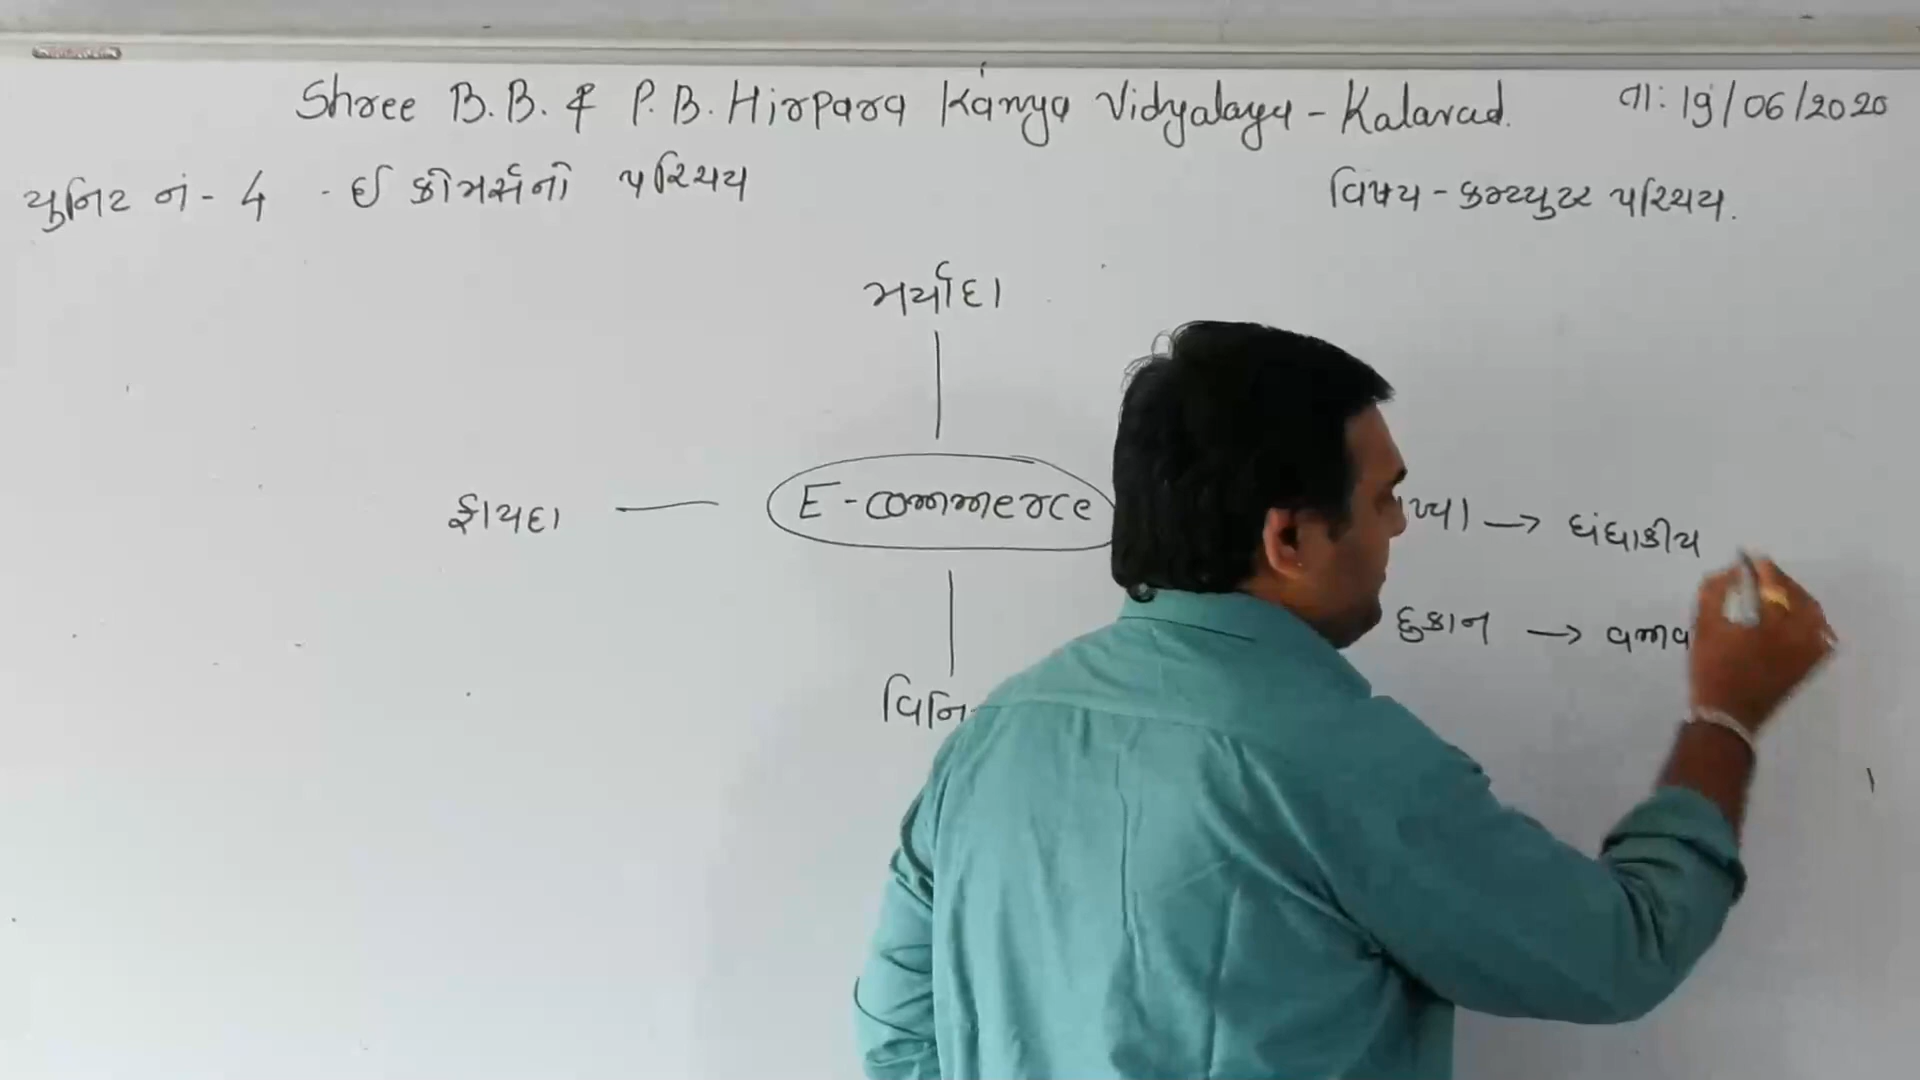 Shree B.B. & P.B. Hirpara Kanya Vidyalaya - Kalavad. તા: 19/06/2020
યુનિટ નં - 4 - ઈ કોમર્સનો પરિચય
વિષય - કમ્પ્યુટર પરિચય.
મર્યાદા
ફાયદા
E-commerce
→ ધંધાકીય
દુકાન →